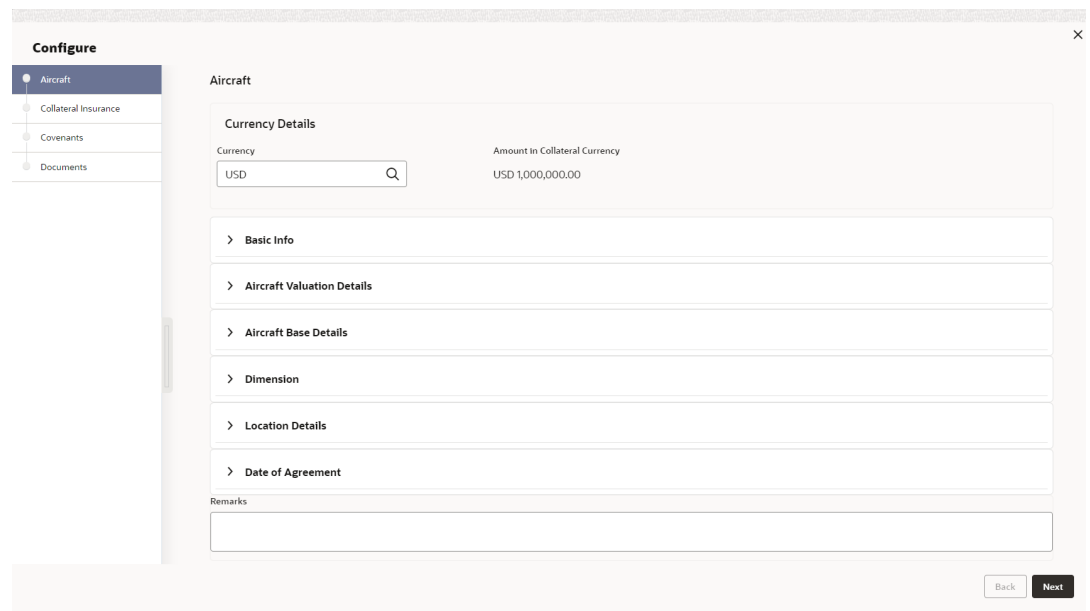 Configure
Aircraft
Collateral Insurance
Covenants
Documents
Aircraft
Currency Details
Currency
Amount in Collateral Currency
USD
USD 1,000,000.00
Basic Info
Aircraft Valuation Details
Aircraft Base Details
Dimension
Location Details
Date of Agreement
Remarks
Back
Next